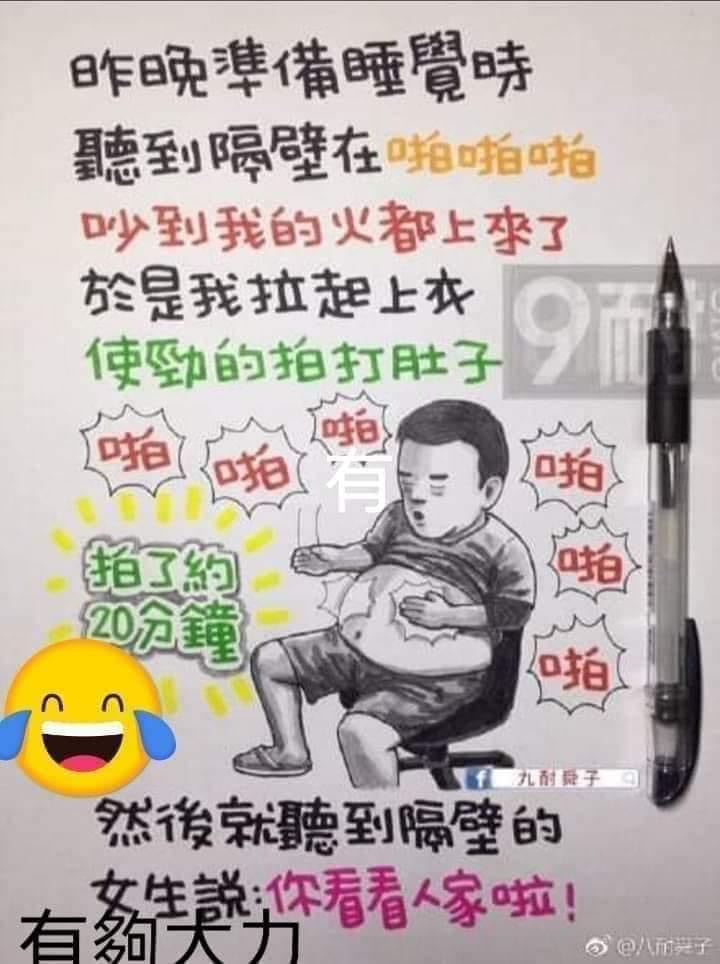 昨晚準備睡覺時
聽到隔壁在啪啪啪
吵到我的火都上來了
於是我拉起上衣
使勁的拍打肚子
9耐
啪
啪
啪
有
啪
啪
啪
拍了約
20分鐘
f 九耐舜子
然後就聽到隔壁的
女生說:你看看人家啦!
有夠大力
@八耐舜子